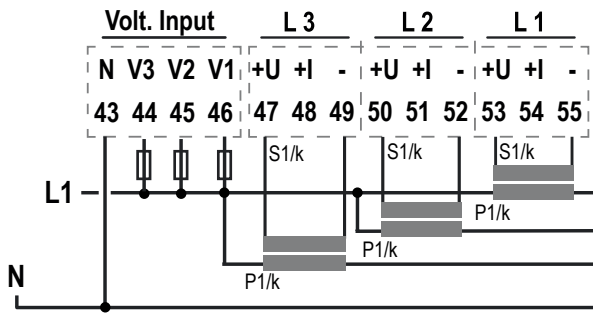 Volt. Input L 3 L 2 L 1
N V3 V2 V1 +U +I - +U +I - +U +I -
43 44 45 46 47 48 49 50 51 52 53 54 55
S1/k S1/k S1/k
L1
P1/k
P1/k
N
P1/k